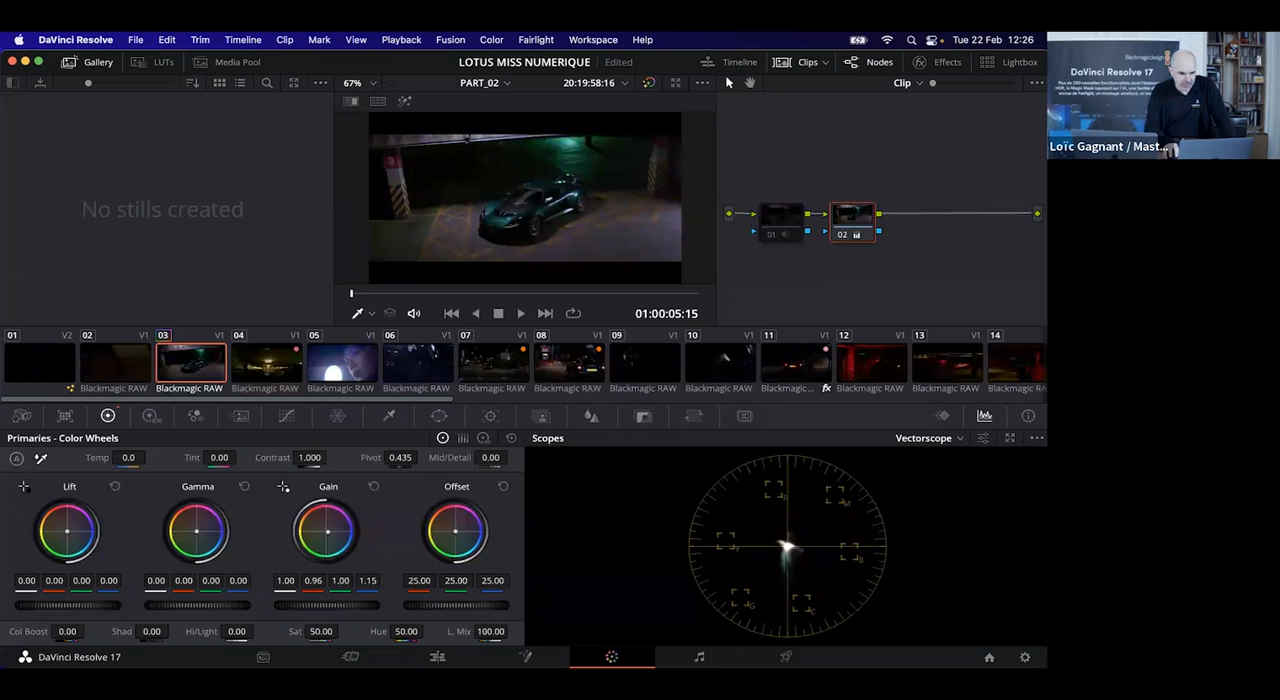 DaVinci Resolve File Edit Trim Timeline Clip Mark View Playback Fusion Color Fairlight Workspace Help Tue 22 Feb 12:26
Gallery LUTs Media Pool LOTUS MISS NUMERIQUE Edited Timeline Clips Nodes Effects Lightbox
67% PART_02 20:19:58:16 Clip
No stills created
01 02
01:00:05:15
01 V2 02 V1 03 V1 04 V1 05 V1 06 V1 07 V1 08 V1 09 V1 10 V1 11 V1 12 V1 13 V1 14
Blackmagic RAW Blackmagic RAW Blackmagic RAW Blackmagic RAW Blackmagic RAW Blackmagic RAW Blackmagic RAW Blackmagic RAW Blackmagic RAW Blackmagic... fx Blackmagic RAW Blackmagic RAW Blackmagic RAW
Primaries - Color Wheels Scopes Vectorscope
A Temp 0.0 Tint 0.00 Contrast 1.000 Pivot 0.435 Mid/Detail 0.00
Lift Gamma Gain Offset
0.00 0.00 0.00 0.00 0.00 0.00 0.00 0.00 1.00 0.96 1.00 1.15 25.00 25.00 25.00
Col Boost 0.00 Shad 0.00 Hi/Light 0.00 Sat 50.00 Hue 50.00 L. Mix 100.00
R M Y B G C
DaVinci Resolve 17
Blackmagicdesign
DaVinci Resolve 17
Loïc Gagnant / Mast...